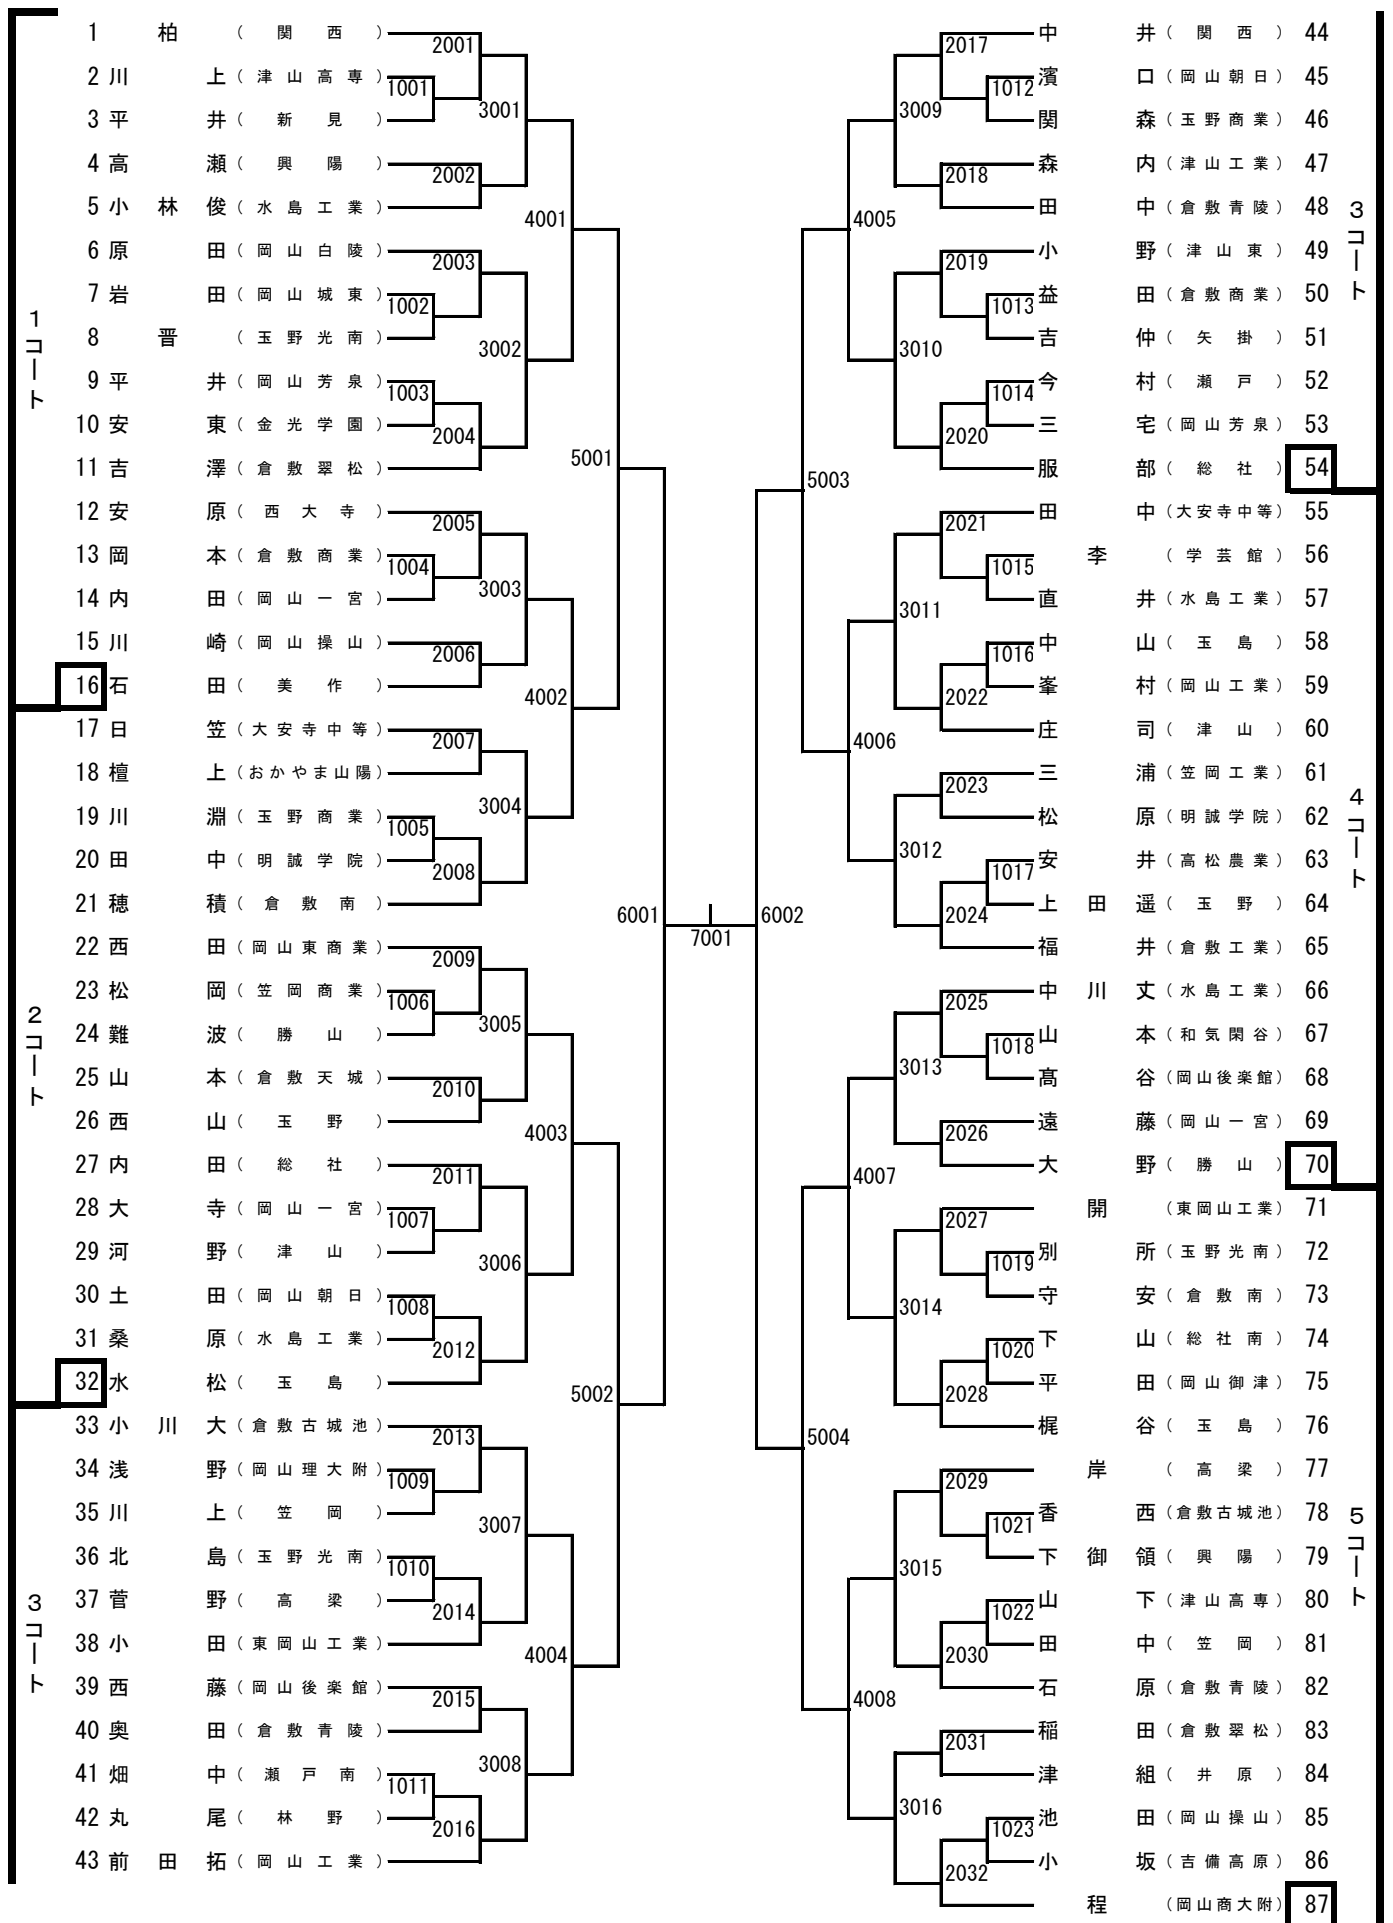 1 柏 (関西)
2 川上 (津山高専)
3 平井 (新見)
4 高瀬 (興陽)
5 小林俊 (水島工業)
6 原田 (岡山白陵)
7 岩田 (岡山城東)
8 晋 (玉野光南)
9 平井 (岡山芳泉)
10 安東 (金光学園)
11 吉澤 (倉敷翠松)
12 安原 (西大寺)
13 岡本 (倉敷商業)
14 内田 (岡山一宮)
15 川崎 (岡山操山)
16 石田 (美作)
17 日笠 (大安寺中等)
18 檀上 (おかやま山陽)
19 川淵 (玉野商業)
20 田中 (明誠学院)
21 穂積 (倉敷南)
22 西田 (岡山東商業)
23 松岡 (笠岡商業)
24 難波 (勝山)
25 山本 (倉敷天城)
26 西山 (玉野)
27 内田 (総社)
28 大寺 (岡山一宮)
29 河野 (津山)
30 土田 (岡山朝日)
31 桑原 (水島工業)
32 水松 (玉島)
33 小川大 (倉敷古城池)
34 浅野 (岡山理大附)
35 川上 (笠岡)
36 北島 (玉野光南)
37 菅野 (高梁)
38 小田 (東岡山工業)
39 西藤 (岡山後楽館)
40 奥田 (倉敷青陵)
41 畑中 (瀬戸南)
42 丸尾 (林野)
43 前田拓 (岡山工業)
1コート
2コート
3コート
1001
1002
1003
1004
1005
1006
1007
1008
1009
1010
1011
2001
2002
2003
2004
2005
2006
2007
2008
2009
2010
2011
2012
2013
2014
2015
2016
3001
3002
3003
3004
3005
3006
3007
3008
4001
4002
4003
4004
5001
5002
6001
7001
6002
5003
5004
4005
4006
4007
4008
3009
3010
3011
3012
3013
3014
3015
3016
2017
2018
2019
2020
2021
2022
2023
2024
2025
2026
2027
2028
2029
2030
2031
2032
1012
1013
1014
1015
1016
1017
1018
1019
1020
1021
1022
1023
中井 (関西) 44
濱口 (岡山朝日) 45
関森 (玉野商業) 46
森内 (津山工業) 47
田中 (倉敷青陵) 48
小野 (津山東) 49
益田 (倉敷商業) 50
吉仲 (矢掛) 51
今村 (瀬戸) 52
三宅 (岡山芳泉) 53
服部 (総社) 54
田中 (大安寺中等) 55
李 (学芸館) 56
直井 (水島工業) 57
中山 (玉島) 58
峯村 (岡山工業) 59
庄司 (津山) 60
三浦 (笠岡工業) 61
松原 (明誠学院) 62
安井 (高松農業) 63
上田遥 (玉野) 64
福井 (倉敷工業) 65
中川丈 (水島工業) 66
山本 (和気閑谷) 67
髙谷 (岡山後楽館) 68
遠藤 (岡山一宮) 69
大野 (勝山) 70
開 (東岡山工業) 71
別所 (玉野光南) 72
守安 (倉敷南) 73
下山 (総社南) 74
平田 (岡山御津) 75
梶谷 (玉島) 76
岸 (高梁) 77
香西 (倉敷古城池) 78
下御領 (興陽) 79
山下 (津山高専) 80
田中 (笠岡) 81
石原 (倉敷青陵) 82
稲田 (倉敷翠松) 83
津組 (井原) 84
池田 (岡山操山) 85
小坂 (吉備高原) 86
程 (岡山商大附) 87
3コート
4コート
5コート